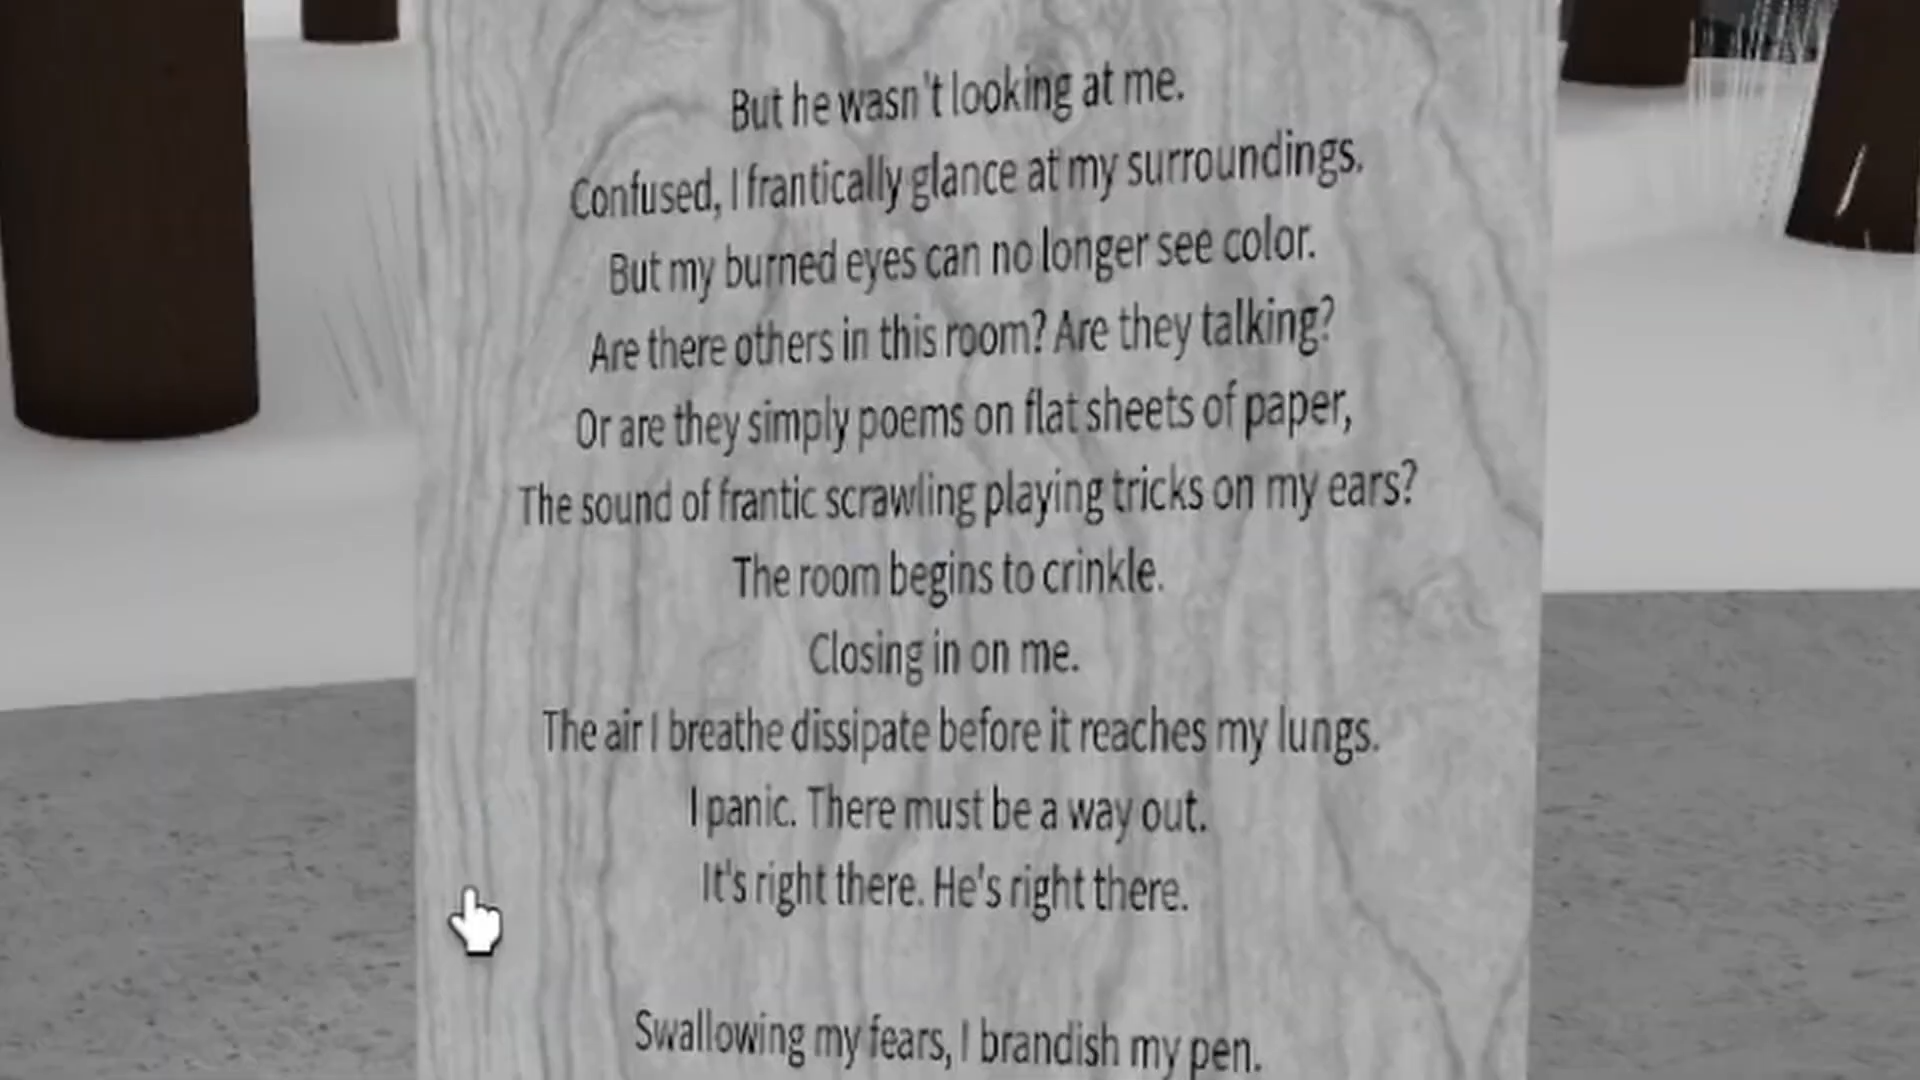 But he wasn't looking at me.
Confused, I frantically glance at my surroundings.
But my burned eyes can no longer see color.
Are there others in this room? Are they talking?
Or are they simply poems on flat sheets of paper,
The sound of frantic scrawling playing tricks on my ears?
The room begins to crinkle.
Closing in on me.
The air I breathe dissipate before it reaches my lungs.
I panic. There must be a way out.
It's right there. He's right there.
Swallowing my fears, I brandish my pen.